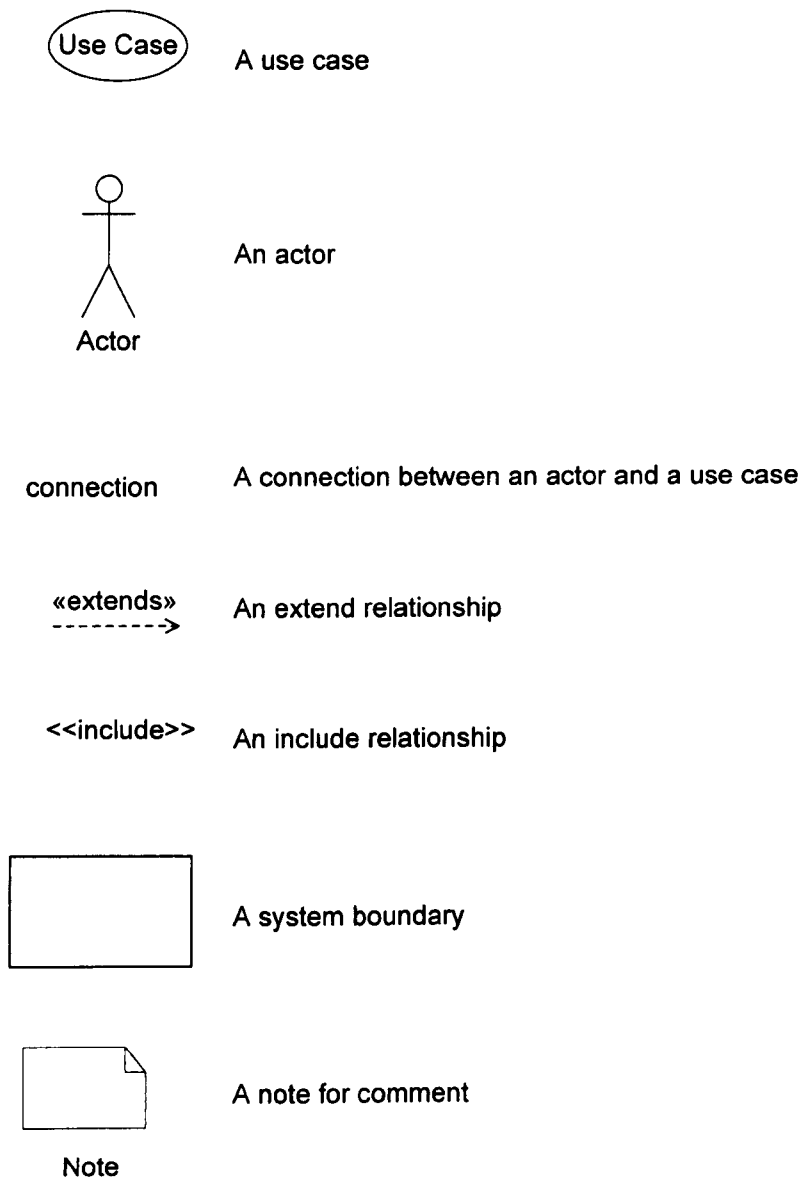 Use Case
A use case
An actor
Actor
connection
A connection between an actor and a use case
«extends»
An extend relationship
<<include>>
An include relationship
A system boundary
A note for comment
Note